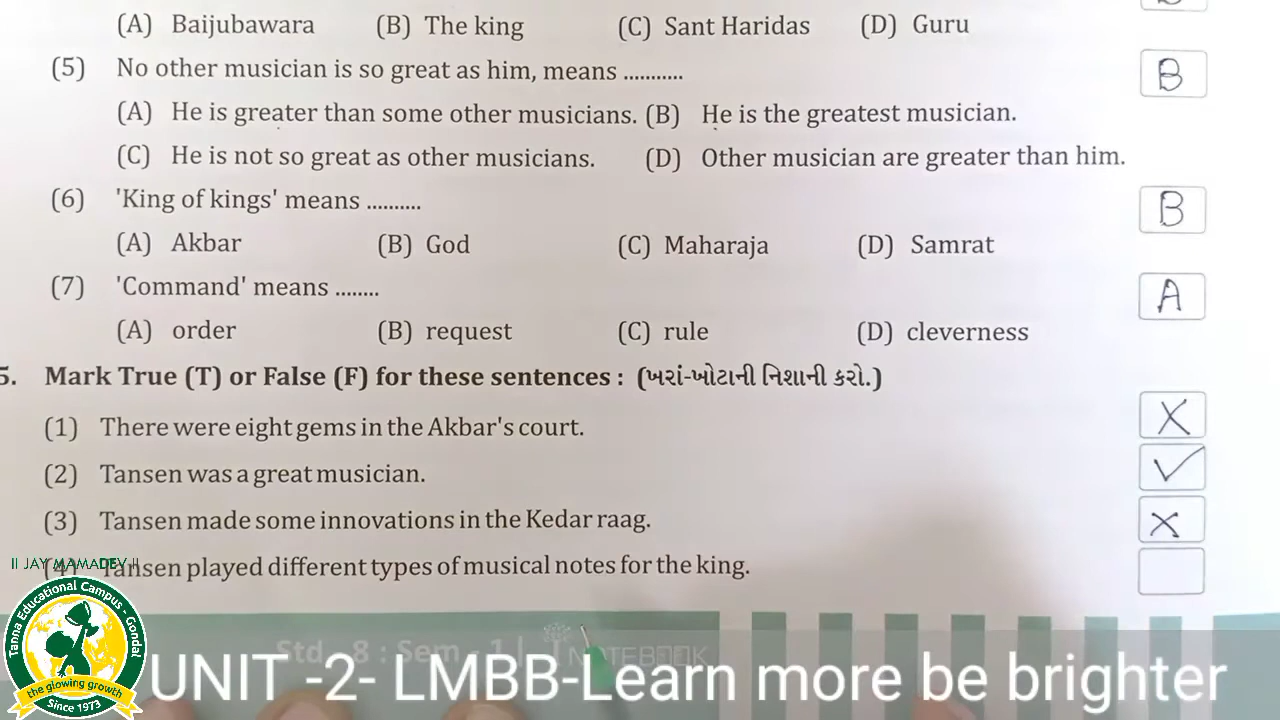 (A) Baijubawara (B) The king (C) Sant Haridas (D) Guru
(5) No other musician is so great as him, means ........... B
(A) He is greater than some other musicians. (B) He is the greatest musician.
(C) He is not so great as other musicians. (D) Other musician are greater than him.
(6) 'King of kings' means .......... B
(A) Akbar (B) God (C) Maharaja (D) Samrat
(7) 'Command' means ........ A
(A) order (B) request (C) rule (D) cleverness
5. Mark True (T) or False (F) for these sentences : (ખરાં-ખોટાની નિશાની કરો.)
(1) There were eight gems in the Akbar's court. X
(2) Tansen was a great musician. ✓
(3) Tansen made some innovations in the Kedar raag. X
(4) Tansen played different types of musical notes for the king.
II JAY MAMADEV II
Tanna Educational Campus - Gondal
the glowing growth
Since 1973
Std - 8 : Sem - 1 | NOTEBOOK
UNIT -2- LMBB-Learn more be brighter